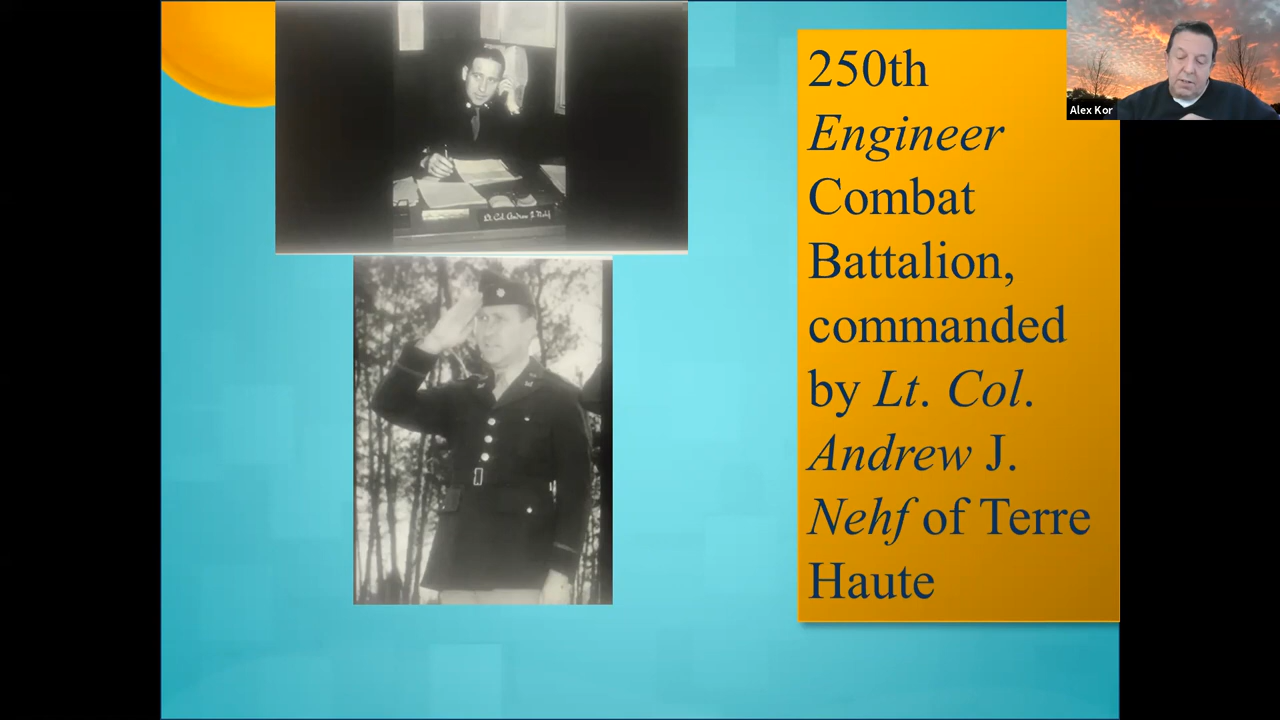 250th
Engineer
Combat
Battalion,
commanded
by Lt. Col.
Andrew J.
Nehf of Terre
Haute
Alex Kor
Lt. Col. Andrew J. Nehf